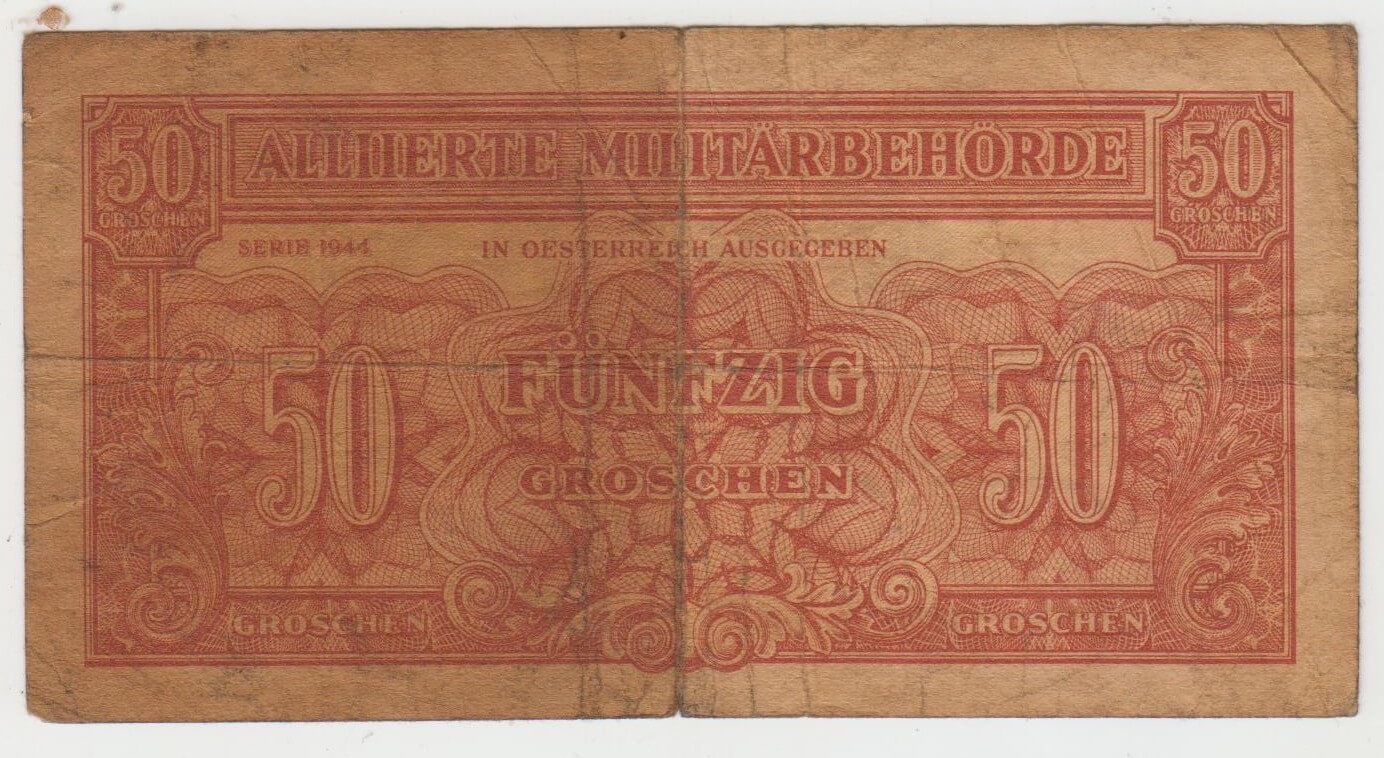 50 ALLIIERTE MILITÄRBEHÖRDE 50
GROSCHEN GROSCHEN
SERIE 1944 IN OESTERREICH AUSGEGEBEN
50 FÜNFZIG 50
GROSCHEN
GROSCHEN GROSCHEN